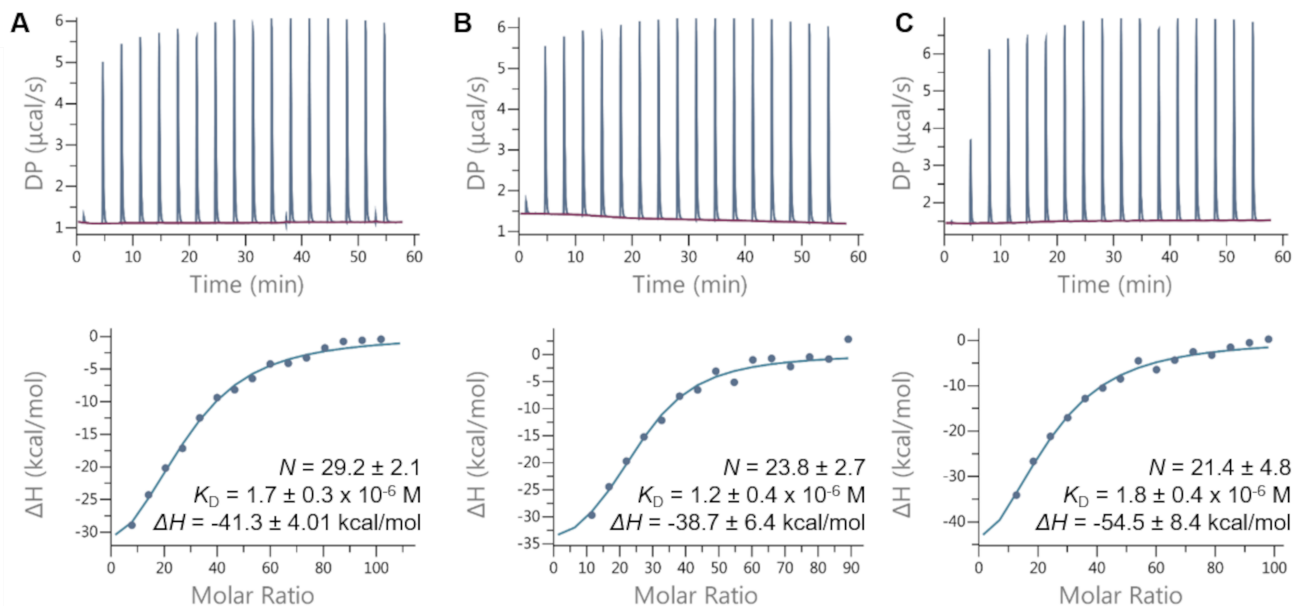 A
DP (µcal/s)
6
5
4
3
2
1
0 10 20 30 40 50 60
Time (min)
B
DP (µcal/s)
6
5
4
3
2
1
0 10 20 30 40 50 60
Time (min)
C
DP (µcal/s)
6
5
4
3
2
0 10 20 30 40 50 60
Time (min)
ΔH (kcal/mol)
0
-5
-10
-15
-20
-25
-30
N = 29.2 ± 2.1
K_D = 1.7 ± 0.3 x 10⁻⁶ M
ΔH = -41.3 ± 4.01 kcal/mol
0 20 40 60 80 100
Molar Ratio
ΔH (kcal/mol)
0
-5
-10
-15
-20
-25
-30
-35
N = 23.8 ± 2.7
K_D = 1.2 ± 0.4 x 10⁻⁶ M
ΔH = -38.7 ± 6.4 kcal/mol
0 10 20 30 40 50 60 70 80 90
Molar Ratio
ΔH (kcal/mol)
0
-10
-20
-30
-40
N = 21.4 ± 4.8
K_D = 1.8 ± 0.4 x 10⁻⁶ M
ΔH = -54.5 ± 8.4 kcal/mol
0 20 40 60 80 100
Molar Ratio